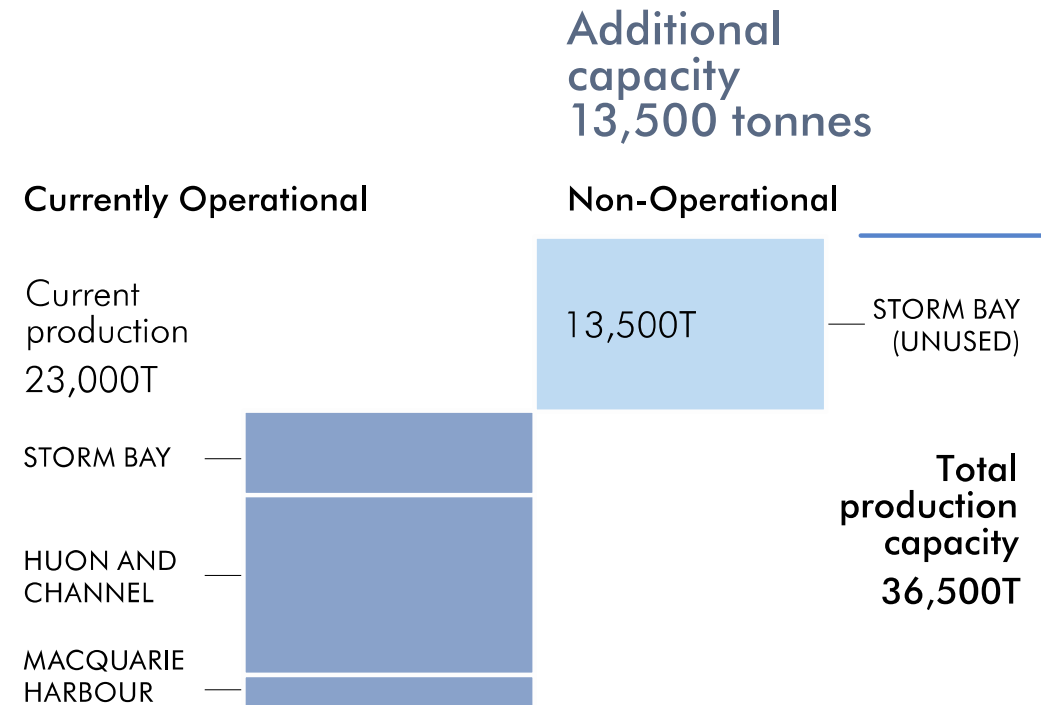 Additional
capacity
13,500 tonnes
Currently Operational
Non-Operational
Current
production
23,000T
13,500T
STORM BAY
(UNUSED)
STORM BAY
HUON AND
CHANNEL
MACQUARIE
HARBOUR
Total
production
capacity
36,500T